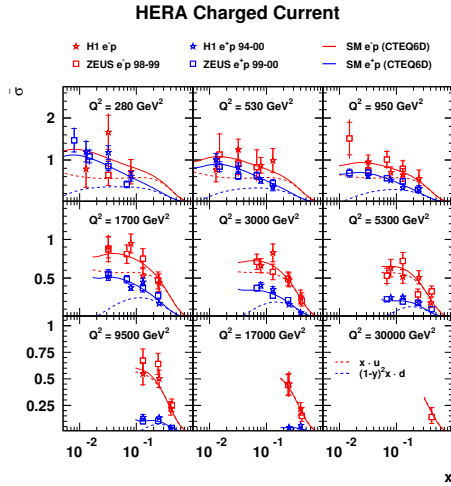 HERA Charged Current
H1 e⁻p
H1 e⁺p 94-00
SM e⁻p (CTEQ6D)
ZEUS e⁻p 98-99
ZEUS e⁺p 99-00
SM e⁺p (CTEQ6D)
σ̃
Q² = 280 GeV²
Q² = 530 GeV²
Q² = 950 GeV²
2
1
Q² = 1700 GeV²
Q² = 3000 GeV²
Q² = 5300 GeV²
1.5
1
0.5
Q² = 9500 GeV²
Q² = 17000 GeV²
Q² = 30000 GeV²
1
0.75
0.5
0.25
x · u
(1-y)²x · d
10⁻² 10⁻¹ 10⁻² 10⁻¹ 10⁻² 10⁻¹
x